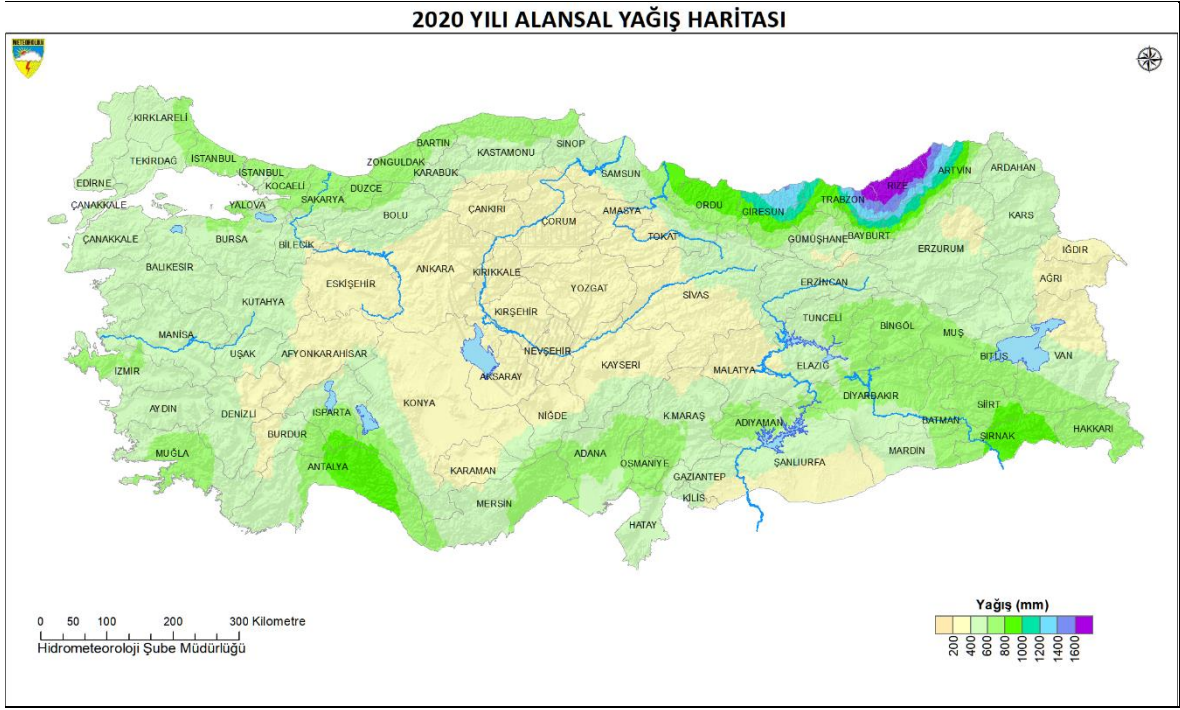 2020 YILI ALANSAL YAĞIŞ HARİTASI
KIRKLARELİ
TEKİRDAĞ
İSTANBUL
EDİRNE
İSTANBUL
KOCAELİ
ÇANAKKALE
YALOVA
SAKARYA
DÜZCE
ZONGULDAK
BARTIN
KARABÜK
KASTAMONU
SİNOP
SAMSUN
ORDU
GİRESUN
TRABZON
RİZE
ARTVİN
ARDAHAN
KARS
ÇANAKKALE
BURSA
BİLECİK
BOLU
ÇANKIRI
ÇORUM
AMASYA
TOKAT
GÜMÜŞHANE
BAYBURT
ERZURUM
IĞDIR
AĞRI
BALIKESİR
KUTAHYA
ESKİŞEHİR
ANKARA
KIRIKKALE
YOZGAT
SİVAS
ERZİNCAN
TUNCELİ
BİNGÖL
MUŞ
MANİSA
UŞAK
AFYONKARAHİSAR
KIRŞEHİR
NEVŞEHİR
KAYSERİ
MALATYA
ELAZIĞ
BİTLİS
VAN
İZMİR
AYDIN
DENİZLİ
ISPARTA
BURDUR
KONYA
AKSARAY
NİĞDE
K.MARAŞ
ADIYAMAN
DİYARBAKIR
BATMAN
SİİRT
ŞIRNAK
HAKKARİ
MUĞLA
ANTALYA
KARAMAN
MERSİN
ADANA
OSMANİYE
GAZİANTEP
KİLİS
HATAY
ŞANLIURFA
MARDİN
0 50 100 200 300 Kilometre
Hidrometeoroloji Şube Müdürlüğü
Yağış (mm)
200 400 600 800 1000 1200 1400 1600